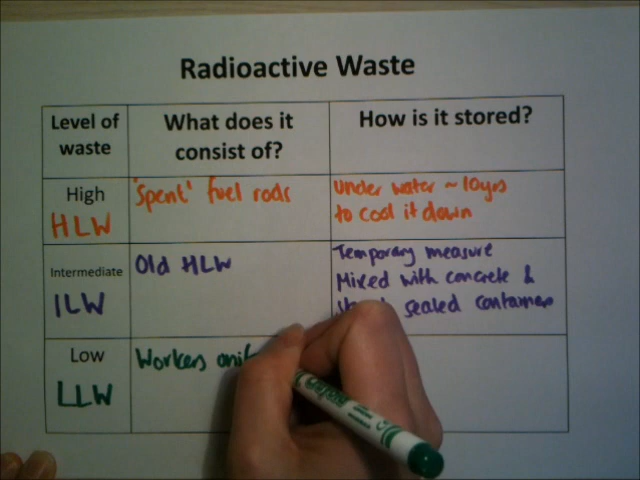 Radioactive Waste
Level of
waste
What does it
consist of?
How is it stored?
High
HLW
'Spent' fuel rods
Under water ~ 10yrs
to cool it down
Intermediate
ILW
Old HLW
Temporary measure
Mixed with concrete &
sealed containers
Low
LLW
Workers
Crayola